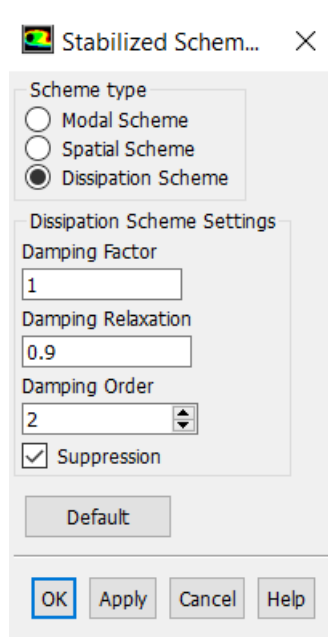 Stabilized Schem...
Scheme type
Modal Scheme
Spatial Scheme
Dissipation Scheme
Dissipation Scheme Settings
Damping Factor
1
Damping Relaxation
0.9
Damping Order
2
Suppression
Default
OK Apply Cancel Help